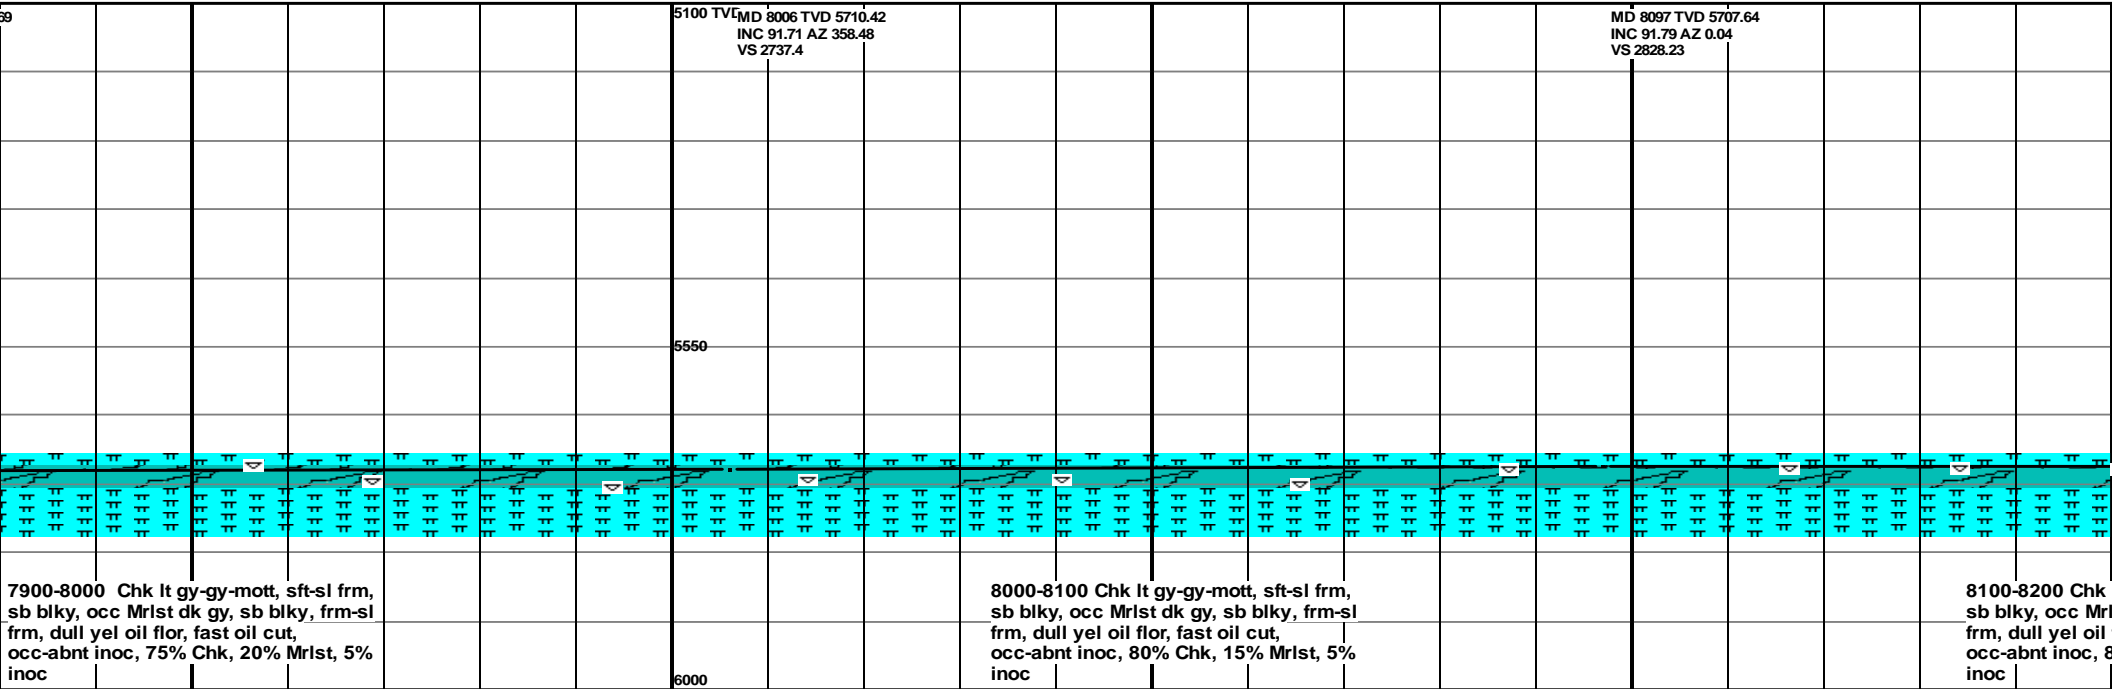 69
5100 TVD
MD 8006 TVD 5710.42
INC 91.71 AZ 358.48
VS 2737.4
MD 8097 TVD 5707.64
INC 91.79 AZ 0.04
VS 2828.23
5550
7900-8000 Chk lt gy-gy-mott, sft-sl frm,
sb blky, occ Mrlst dk gy, sb blky, frm-sl
frm, dull yel oil flor, fast oil cut,
occ-abnt inoc, 75% Chk, 20% Mrlst, 5%
inoc
8000-8100 Chk lt gy-gy-mott, sft-sl frm,
sb blky, occ Mrlst dk gy, sb blky, frm-sl
frm, dull yel oil flor, fast oil cut,
occ-abnt inoc, 80% Chk, 15% Mrlst, 5%
inoc
8100-8200 Chk
sb blky, occ Mrl
frm, dull yel oil
occ-abnt inoc, 8
inoc
6000